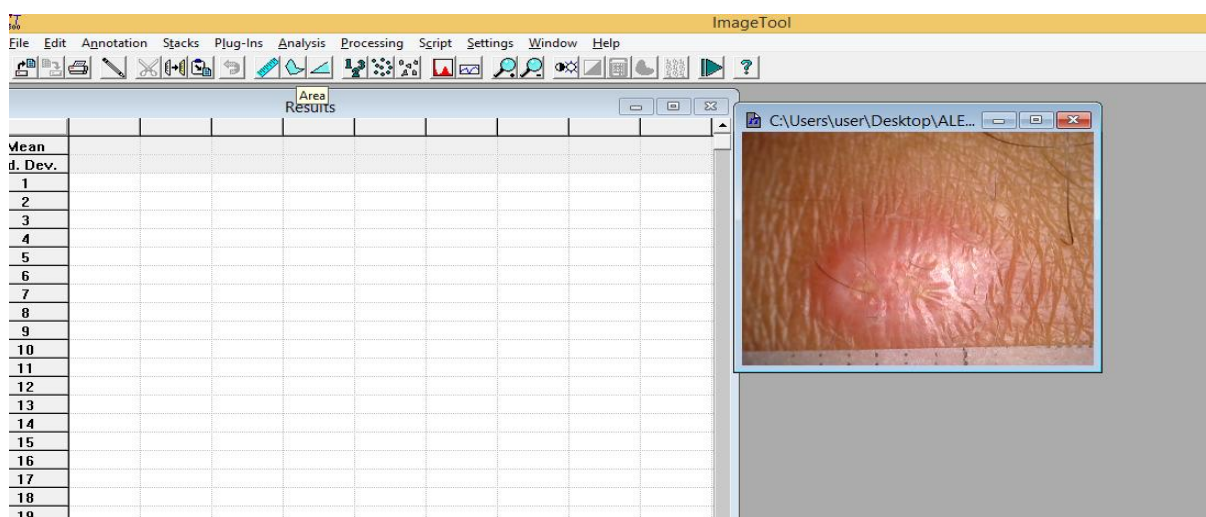 ImageTool
File Edit Annotation Stacks Plug-Ins Analysis Processing Script Settings Window Help
Area
Results
C:\Users\user\Desktop\ALE...
Mean
d. Dev.
1
2
3
4
5
6
7
8
9
10
11
12
13
14
15
16
17
18
19